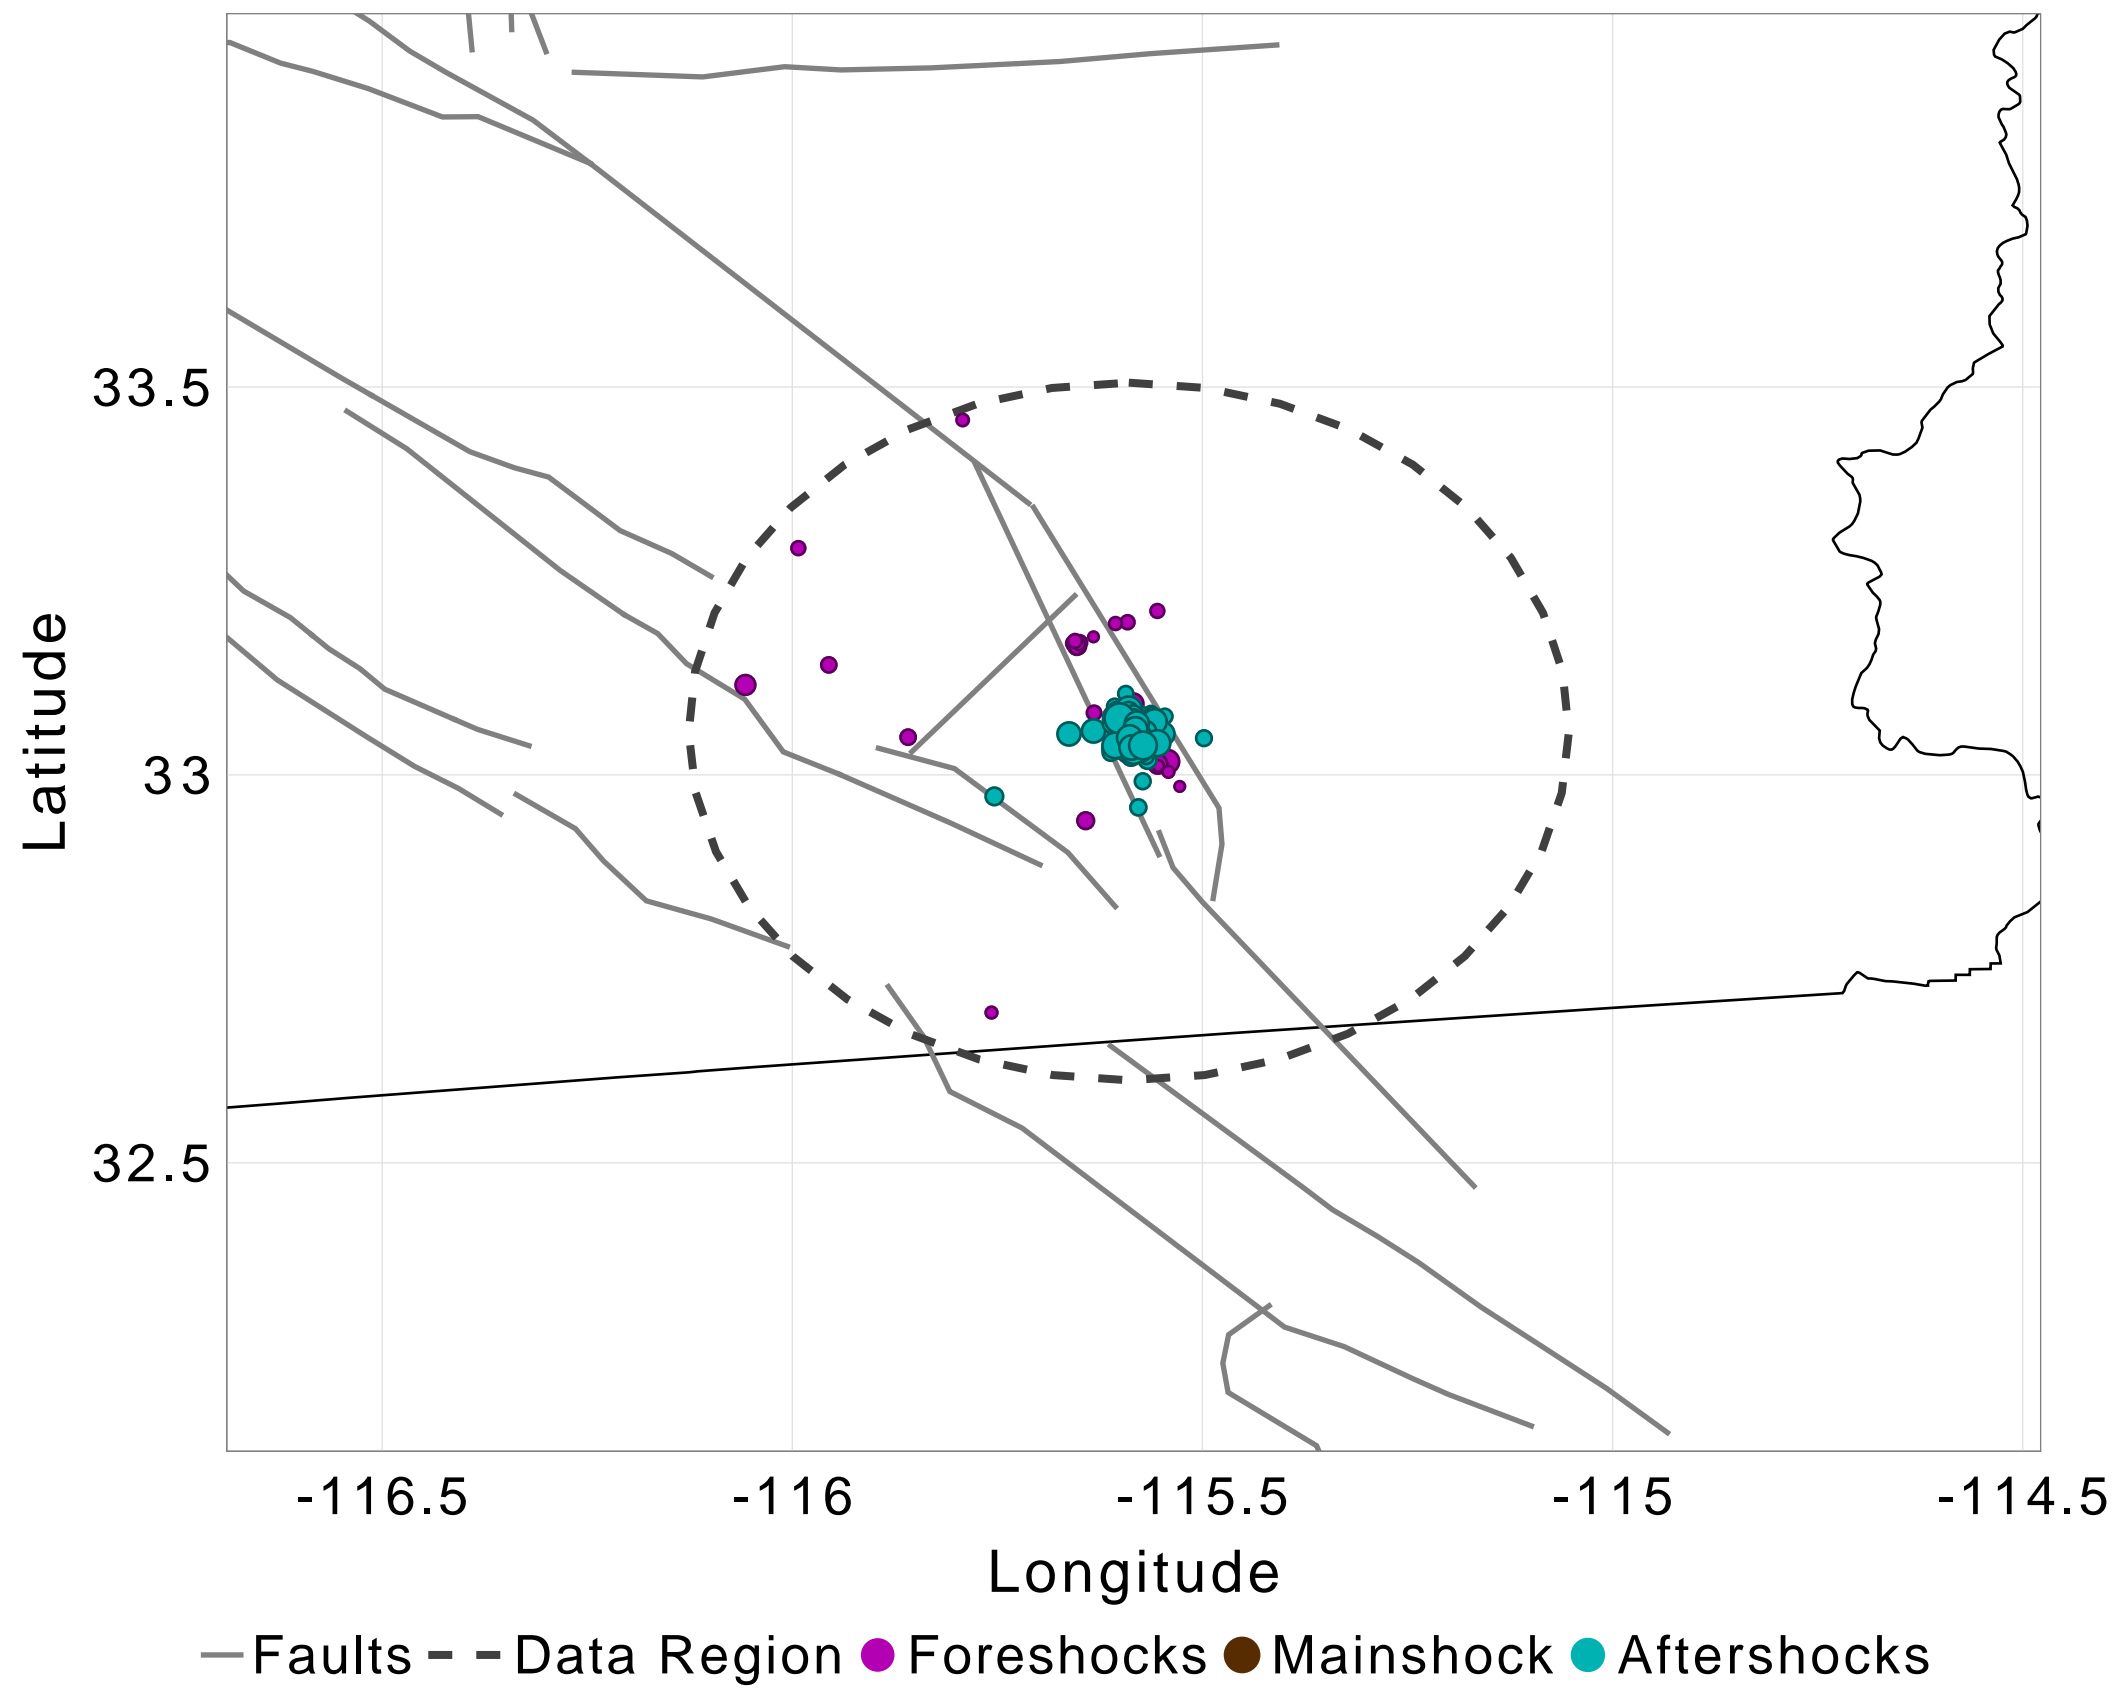 33.5
33
32.5
Latitude
-116.5 -116 -115.5 -115 -114.5
Longitude
Faults Data Region Foreshocks Mainshock Aftershocks